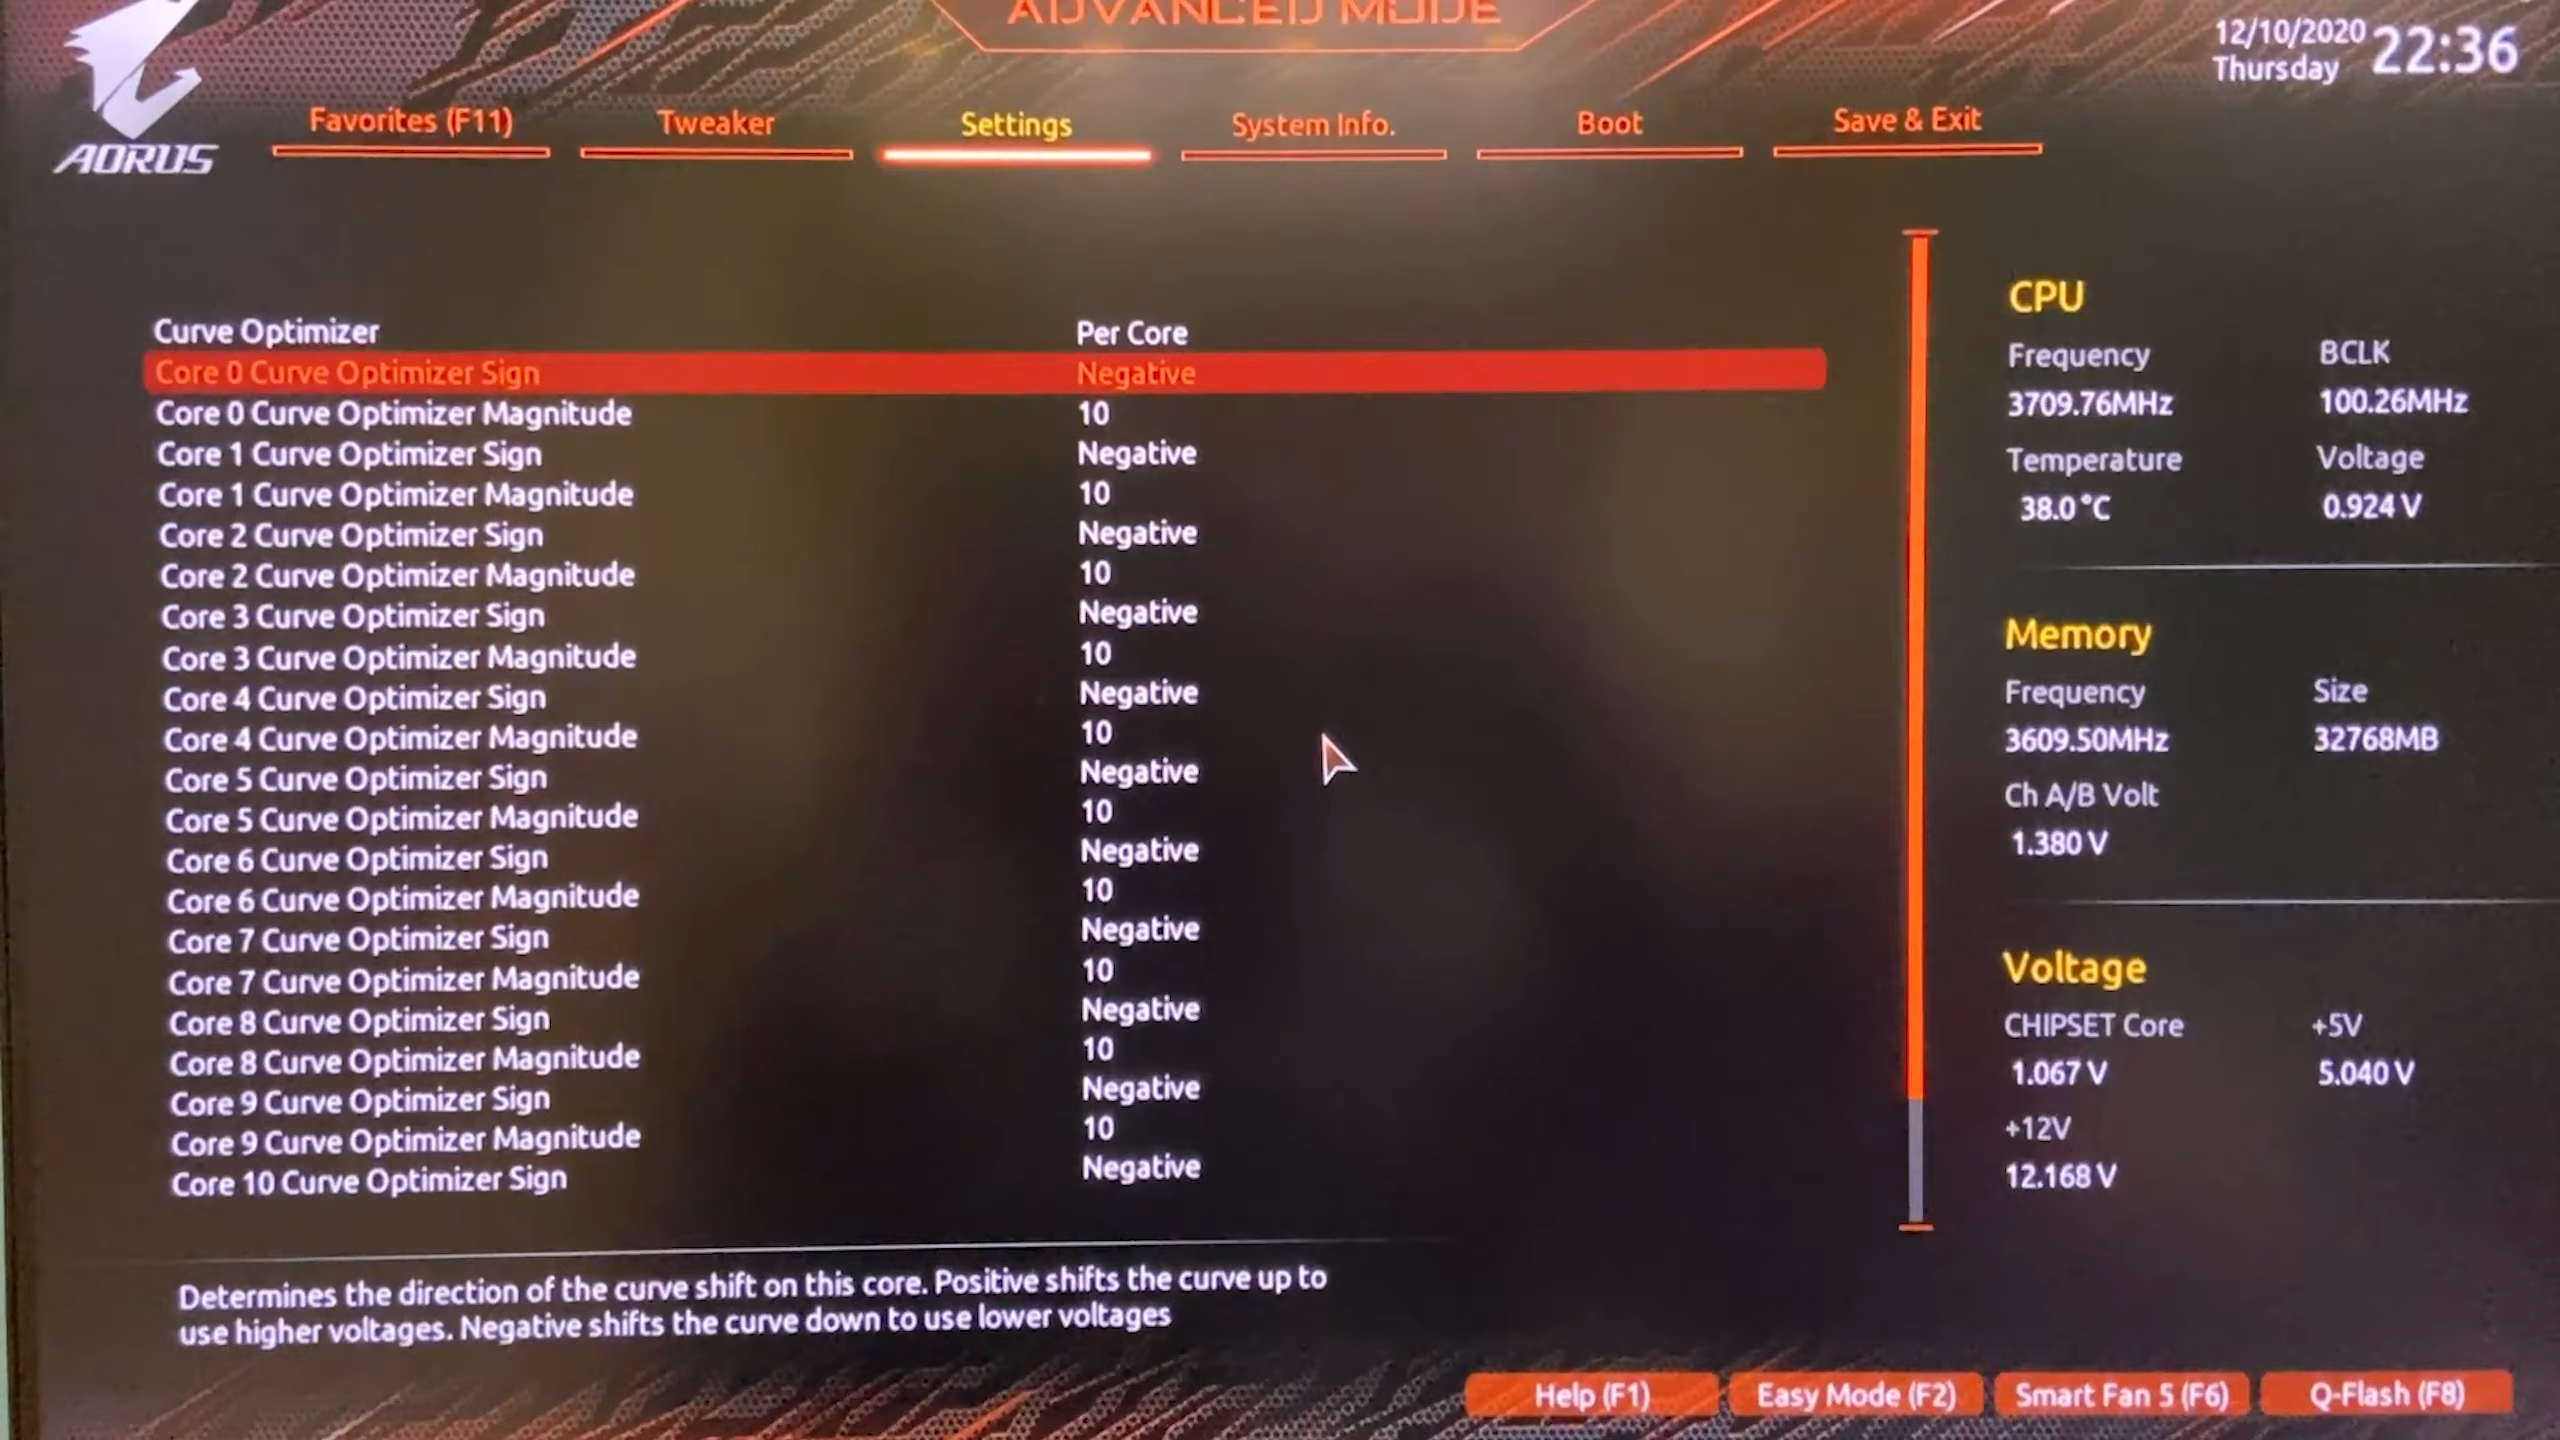 ADVANCED MODE
12/10/2020
Thursday
22:36
AORUS
Favorites (F11)
Tweaker
Settings
System Info.
Boot
Save & Exit
Curve Optimizer Per Core
Core 0 Curve Optimizer Sign Negative
Core 0 Curve Optimizer Magnitude 10
Core 1 Curve Optimizer Sign Negative
Core 1 Curve Optimizer Magnitude 10
Core 2 Curve Optimizer Sign Negative
Core 2 Curve Optimizer Magnitude 10
Core 3 Curve Optimizer Sign Negative
Core 3 Curve Optimizer Magnitude 10
Core 4 Curve Optimizer Sign Negative
Core 4 Curve Optimizer Magnitude 10
Core 5 Curve Optimizer Sign Negative
Core 5 Curve Optimizer Magnitude 10
Core 6 Curve Optimizer Sign Negative
Core 6 Curve Optimizer Magnitude 10
Core 7 Curve Optimizer Sign Negative
Core 7 Curve Optimizer Magnitude 10
Core 8 Curve Optimizer Sign Negative
Core 8 Curve Optimizer Magnitude 10
Core 9 Curve Optimizer Sign Negative
Core 9 Curve Optimizer Magnitude 10
Core 10 Curve Optimizer Sign Negative
CPU
Frequency BCLK
3709.76MHz 100.26MHz
Temperature Voltage
38.0 °C 0.924 V
Memory
Frequency Size
3609.50MHz 32768MB
Ch A/B Volt
1.380 V
Voltage
CHIPSET Core +5V
1.067 V 5.040 V
+12V
12.168 V
Determines the direction of the curve shift on this core. Positive shifts the curve up to
use higher voltages. Negative shifts the curve down to use lower voltages
Help (F1)
Easy Mode (F2)
Smart Fan 5 (F6)
Q-Flash (F8)